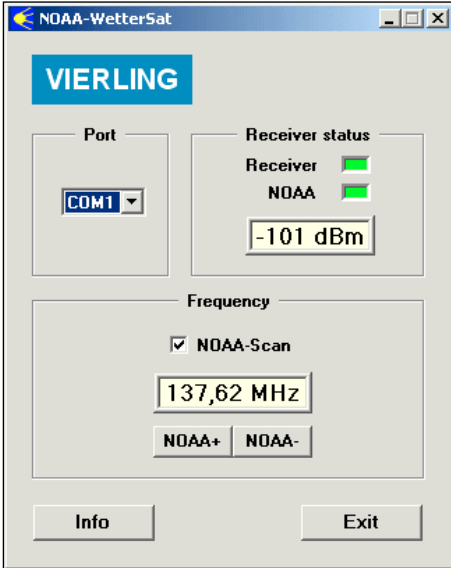 NOAA-WetterSat
VIERLING
Port
COM1
Receiver status
Receiver
NOAA
-101 dBm
Frequency
NOAA-Scan
137,62 MHz
NOAA+ NOAA-
Info Exit